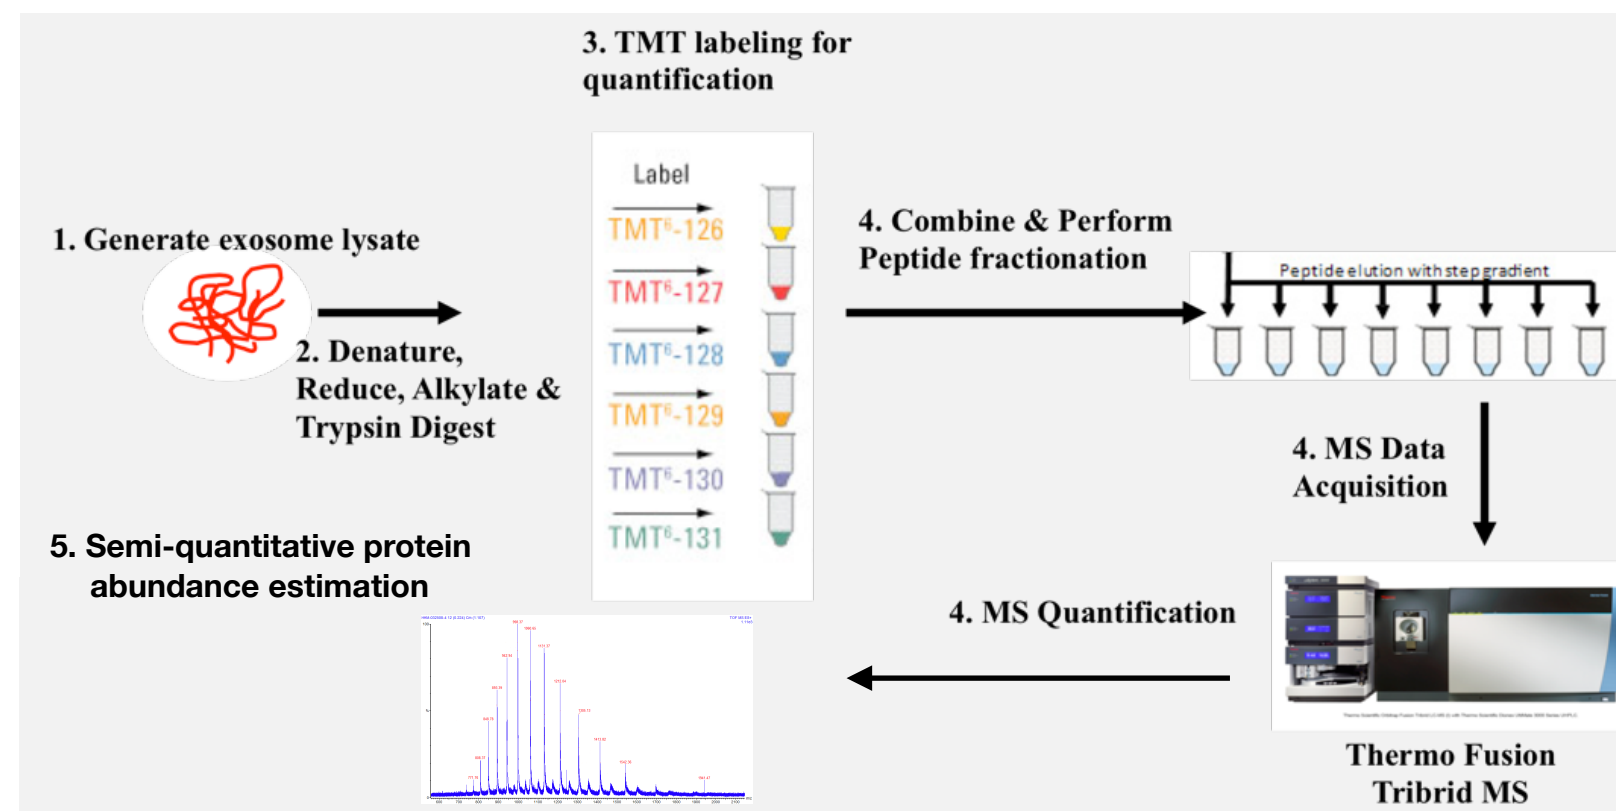 3. TMT labeling for
quantification
Label
TMT⁶-126
TMT⁶-127
TMT⁶-128
TMT⁶-129
TMT⁶-130
TMT⁶-131
1. Generate exosome lysate
2. Denature,
Reduce, Alkylate &
Trypsin Digest
4. Combine & Perform
Peptide fractionation
Peptide elution with step gradient
4. MS Data
Acquisition
Thermo Fusion
Tribrid MS
4. MS Quantification
5. Semi-quantitative protein
abundance estimation